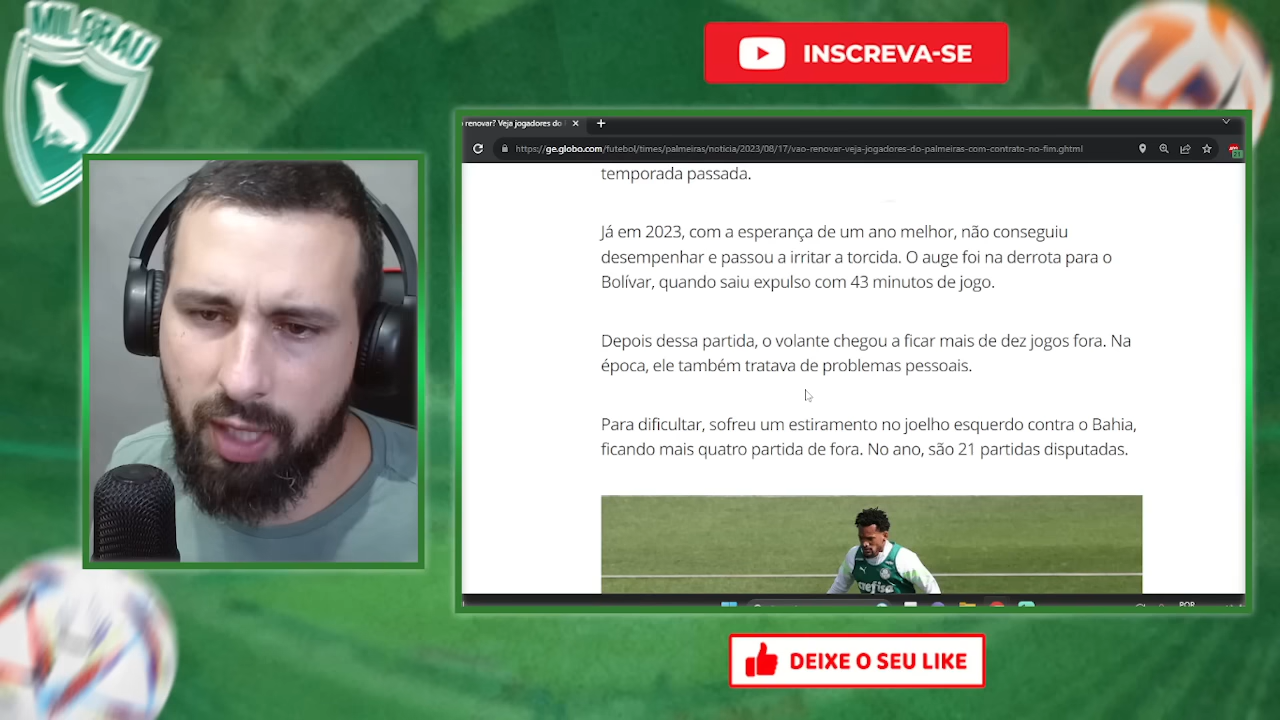 MIL GRAU
INSCREVA-SE
renovar? Veja jogadores do
https://ge.globo.com/futebol/times/palmeiras/noticia/2023/08/17/vao-renovar-veja-jogadores-do-palmeiras-com-contrato-no-fim.ghtml
21
temporada passada.
Já em 2023, com a esperança de um ano melhor, não conseguiu
desempenhar e passou a irritar a torcida. O auge foi na derrota para o
Bolívar, quando saiu expulso com 43 minutos de jogo.
Depois dessa partida, o volante chegou a ficar mais de dez jogos fora. Na
época, ele também tratava de problemas pessoais.
Para dificultar, sofreu um estiramento no joelho esquerdo contra o Bahia,
ficando mais quatro partida de fora. No ano, são 21 partidas disputadas.
POR
DEIXE O SEU LIKE